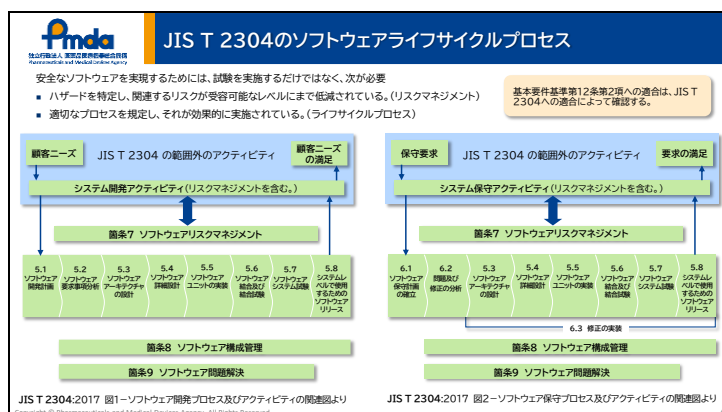 Pmda
独立行政法人 医薬品医療機器総合機構
Pharmaceuticals and Medical Devices Agency
JIS T 2304のソフトウェアライフサイクルプロセス
安全なソフトウェアを実現するためには、試験を実施するだけではなく、次が必要
■ ハザードを特定し、関連するリスクが受容可能なレベルにまで低減されている。(リスクマネジメント)
■ 適切なプロセスを規定し、それが効果的に実施されている。(ライフサイクルプロセス)
基本要件基準第12条第2項への適合は、JIS T
2304への適合によって確認する。
顧客ニーズ
JIS T 2304 の範囲外のアクティビティ
顧客ニーズ
の満足
システム開発アクティビティ(リスクマネジメントを含む。)
箇条7 ソフトウェアリスクマネジメント
5.1
ソフトウェア
開発計画
5.2
ソフトウェア
要求事項分析
5.3
ソフトウェア
アーキテクチャ
の設計
5.4
ソフトウェア
詳細設計
5.5
ソフトウェア
ユニットの実装
5.6
ソフトウェア
結合及び
結合試験
5.7
ソフトウェア
システム試験
5.8
システムレ
ベルで使用
するための
ソフトウェア
リリース
箇条8 ソフトウェア構成管理
箇条9 ソフトウェア問題解決
JIS T 2304:2017 図1-ソフトウェア開発プロセス及びアクティビティの関連図より
保守要求
JIS T 2304 の範囲外のアクティビティ
要求の満足
システム保守アクティビティ(リスクマネジメントを含む。)
箇条7 ソフトウェアリスクマネジメント
6.1
ソフトウェア
保守計画
の確立
6.2
問題及び
修正の分析
5.3
ソフトウェア
アーキテクチャ
の設計
5.4
ソフトウェア
詳細設計
5.5
ソフトウェア
ユニットの実装
5.6
ソフトウェア
結合及び
結合試験
5.7
ソフトウェア
システム試験
5.8
システムレ
ベルで使用
するための
ソフトウェア
リリース
6.3 修正の実装
箇条8 ソフトウェア構成管理
箇条9 ソフトウェア問題解決
JIS T 2304:2017 図2-ソフトウェア保守プロセス及びアクティビティの関連図より
Copyright © Pharmaceuticals and Medical Devices Agency, All Rights Reserved.